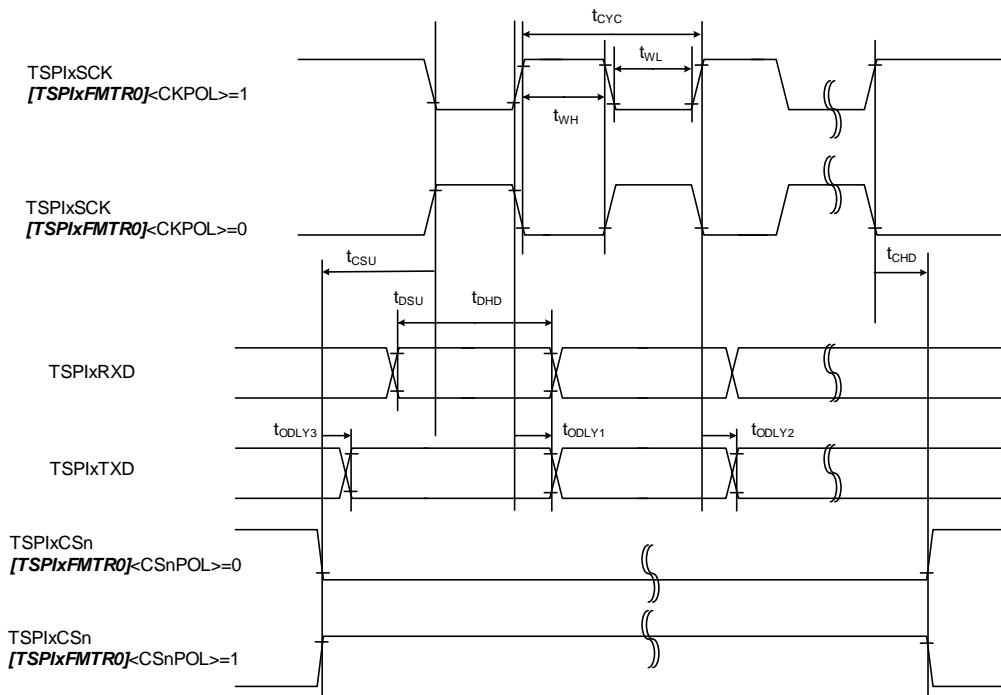 tCYC
TSPIxSCK
[TSPIxFMTR0]<CKPOL>=1
tWL
tWH
TSPIxSCK
[TSPIxFMTR0]<CKPOL>=0
tCSU
tCHD
tDSU
tDHD
TSPIxRXD
tODLY3
tODLY1
tODLY2
TSPIxTXD
TSPIxCSn
[TSPIxFMTR0]<CSnPOL>=0
TSPIxCSn
[TSPIxFMTR0]<CSnPOL>=1